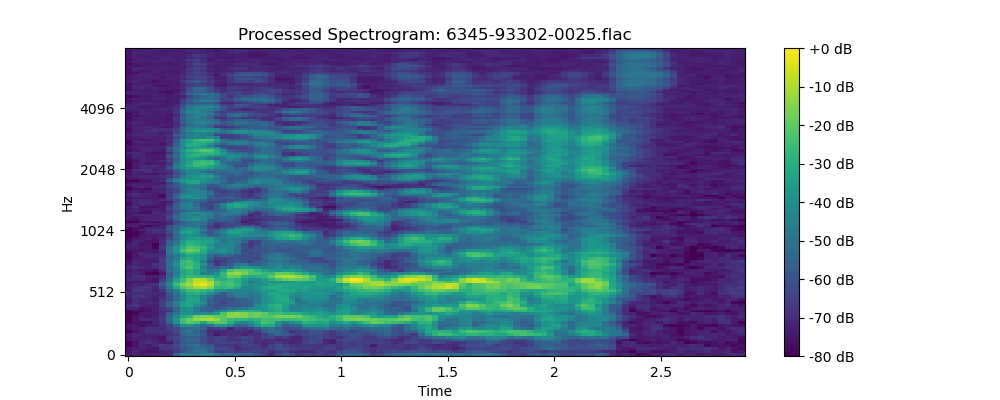 Processed Spectrogram: 6345-93302-0025.flac
Hz
4096
2048
1024
512
0
0
0.5
1
1.5
2
2.5
Time
+0 dB
-10 dB
-20 dB
-30 dB
-40 dB
-50 dB
-60 dB
-70 dB
-80 dB